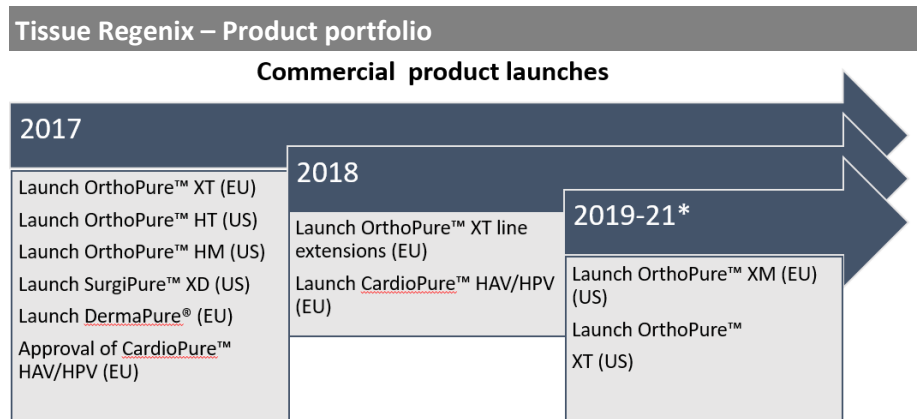 Tissue Regenix – Product portfolio
Commercial  product launches
2017
Launch OrthoPure™ XT (EU)
Launch OrthoPure™ HT (US)
Launch OrthoPure™ HM (US)
Launch SurgiPure™ XD (US)
Launch DermaPure® (EU)
Approval of CardioPure™
HAV/HPV (EU)
2018
Launch OrthoPure™ XT line
extensions (EU)
Launch CardioPure™ HAV/HPV
(EU)
2019-21*
Launch OrthoPure™ XM (EU)
(US)
Launch OrthoPure™
XT (US)